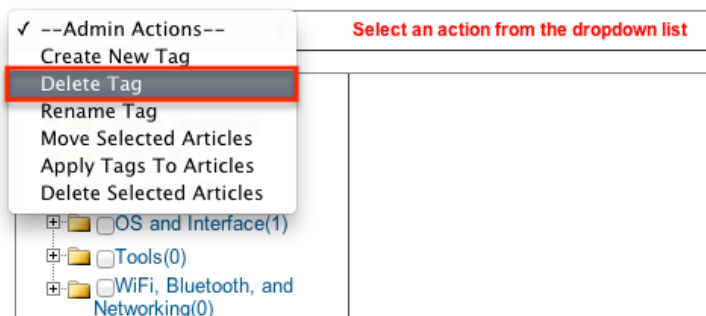 ✓ --Admin Actions--
Select an action from the dropdown list
Create New Tag
Delete Tag
Rename Tag
Move Selected Articles
Apply Tags To Articles
Delete Selected Articles
OS and Interface(1)
Tools(0)
WiFi, Bluetooth, and
Networking(0)